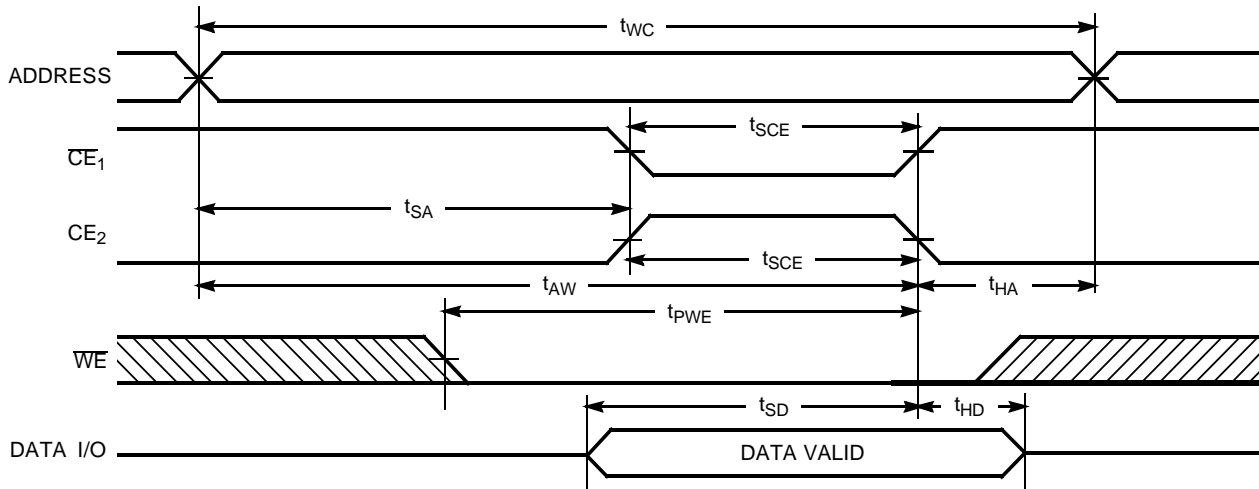 tWC
ADDRESS
tSCE
CE1
tSA
CE2
tSCE
tAW
tHA
tPWE
WE
tSD
tHD
DATA I/O
DATA VALID